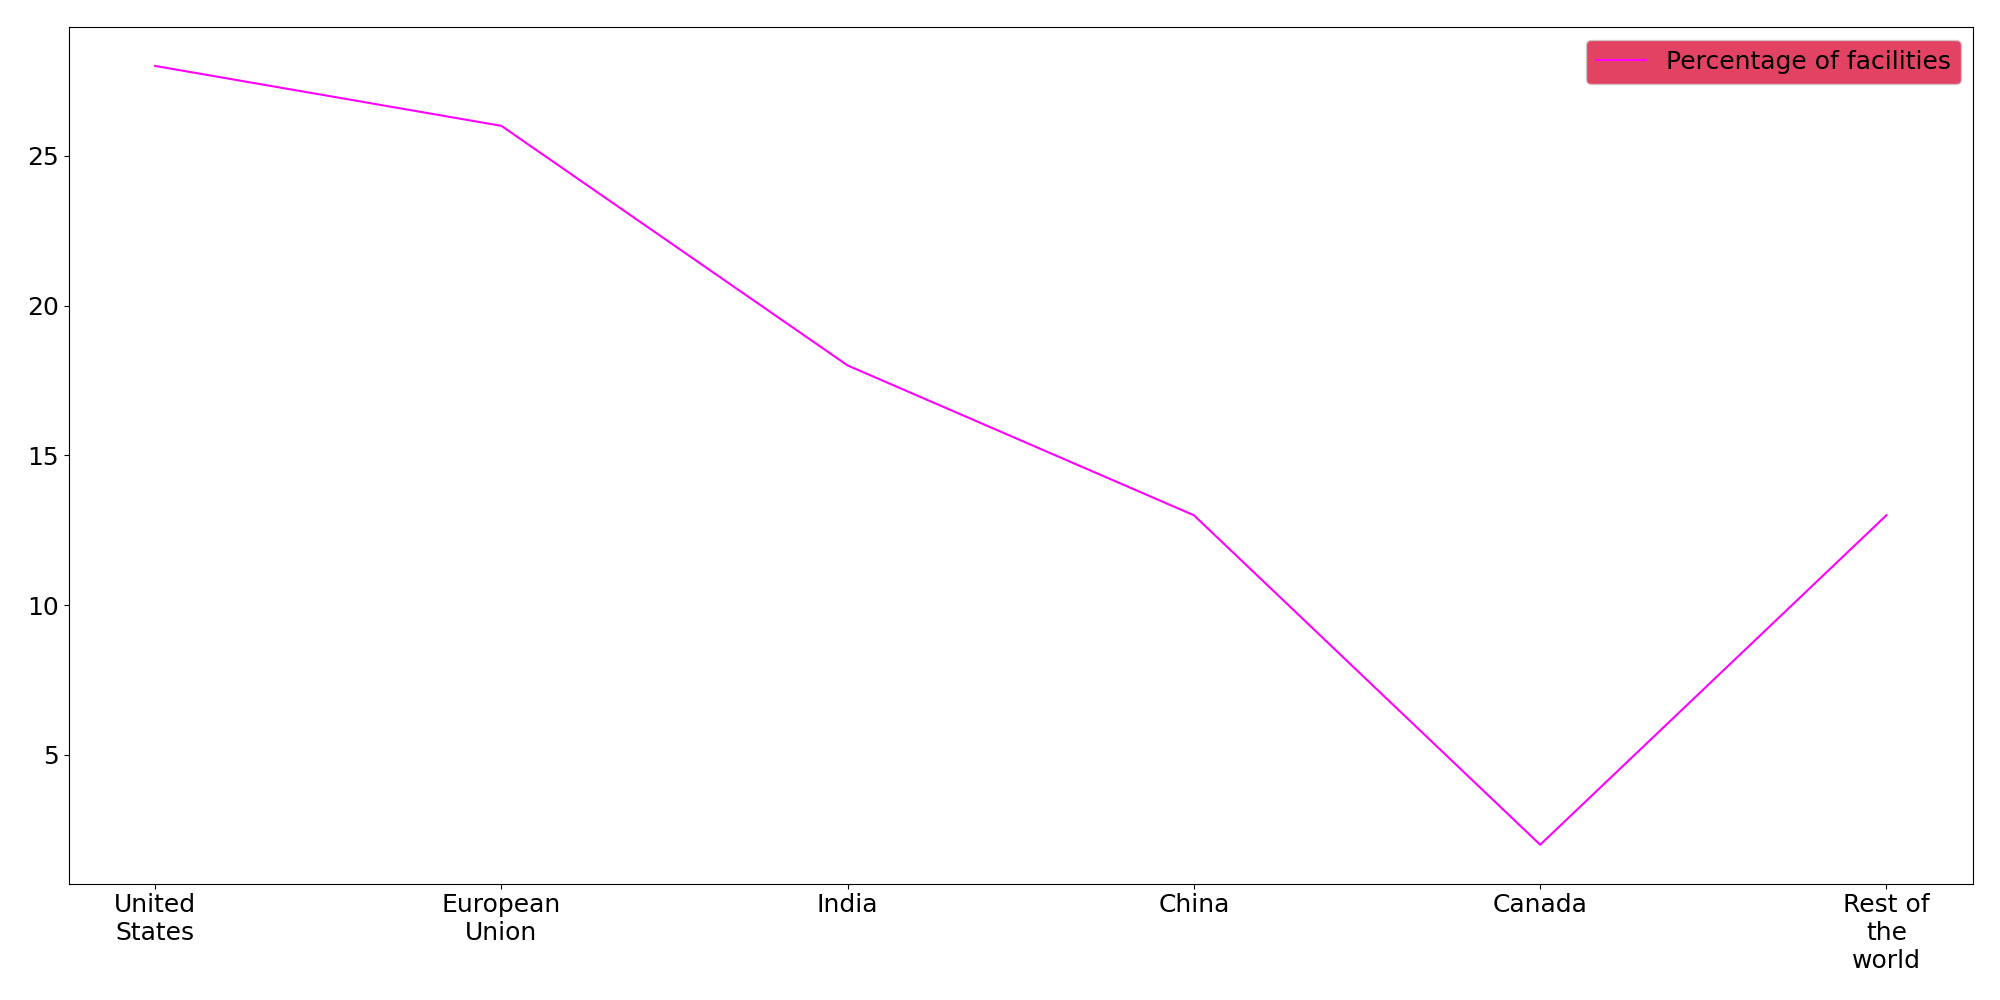 Percentage of facilities
25
20
15
10
5
United
States
European
Union
India
China
Canada
Rest of
the
world